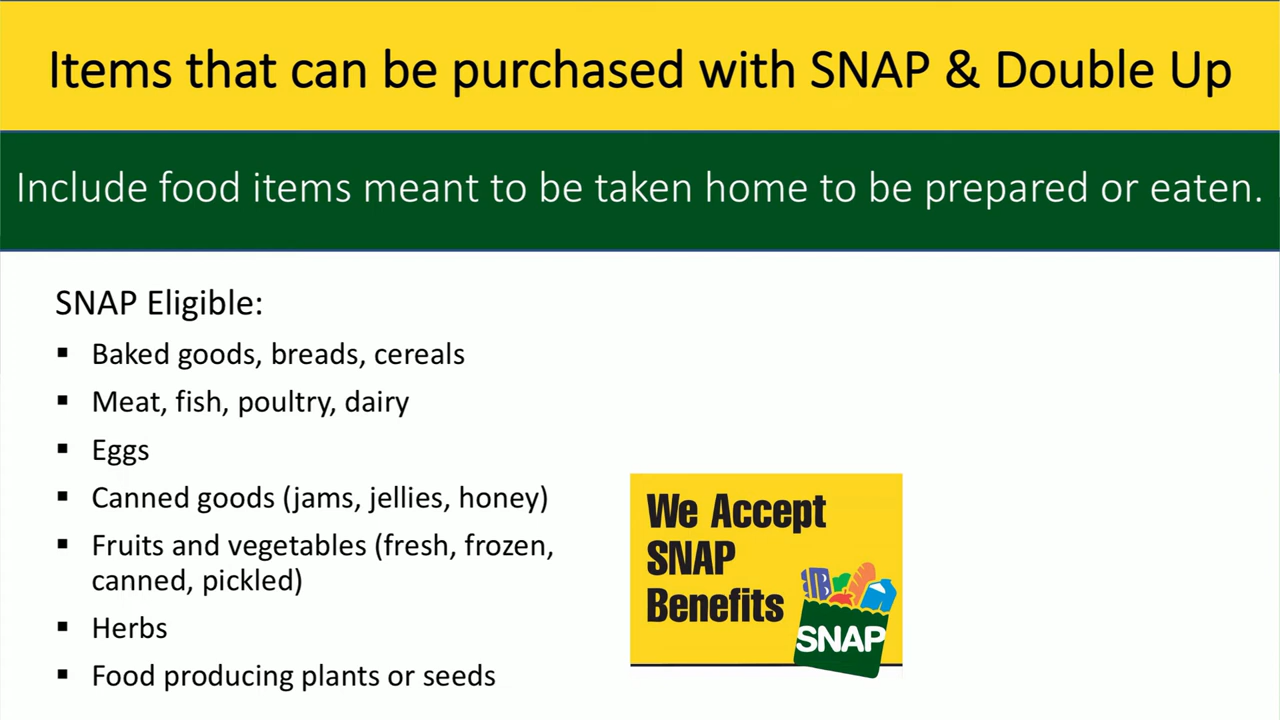 Items that can be purchased with SNAP & Double Up
Include food items meant to be taken home to be prepared or eaten.
SNAP Eligible:
▪ Baked goods, breads, cereals
▪ Meat, fish, poultry, dairy
▪ Eggs
▪ Canned goods (jams, jellies, honey)
▪ Fruits and vegetables (fresh, frozen,
canned, pickled)
▪ Herbs
▪ Food producing plants or seeds
We Accept
SNAP
Benefits
SNAP